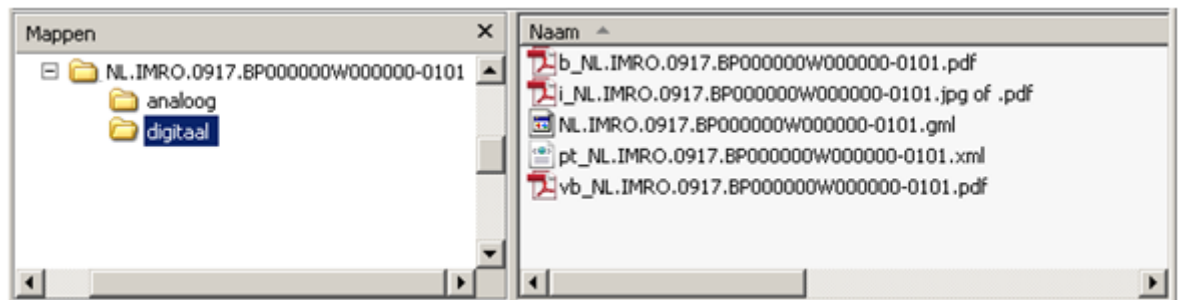 Mappen
NL.IMRO.0917.BP000000W000000-0101
analoog
digitaal
Naam
b_NL.IMRO.0917.BP000000W000000-0101.pdf
i_NL.IMRO.0917.BP000000W000000-0101.jpg of .pdf
NL.IMRO.0917.BP000000W000000-0101.gml
pt_NL.IMRO.0917.BP000000W000000-0101.xml
vb_NL.IMRO.0917.BP000000W000000-0101.pdf